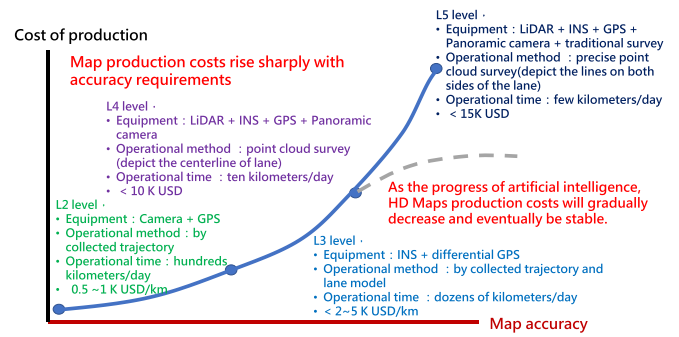 Cost of production
Map production costs rise sharply with
accuracy requirements
L5 level .
• Equipment : LiDAR + INS + GPS +
Panoramic camera + traditional survey
• Operational method : precise point
cloud survey(depict the lines on both
sides of the lane)
• Operational time : few kilometers/day
• < 15K USD
L4 level .
• Equipment : LiDAR + INS + GPS + Panoramic
camera
• Operational method : point cloud survey
(depict the centerline of lane)
• Operational time : ten kilometers/day
• < 10 K USD
As the progress of artificial intelligence,
HD Maps production costs will gradually
decrease and eventually be stable.
L2 level .
• Equipment : Camera + GPS
• Operational method : by
collected trajectory
• Operational time : hundreds
kilometers/day
• 0.5 ~1 K USD/km
L3 level .
• Equipment : INS + differential GPS
• Operational method : by collected trajectory and
lane model
• Operational time : dozens of kilometers/day
• < 2~5 K USD/km
Map accuracy